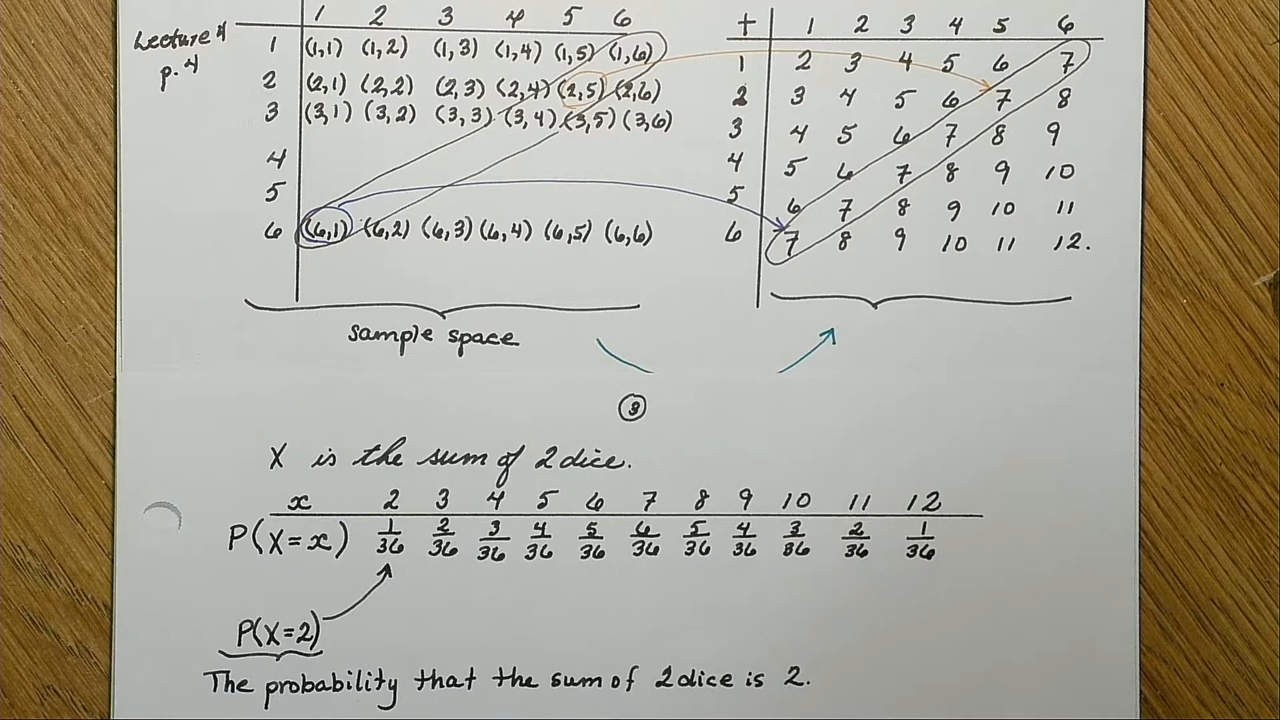 1 2 3 4 5 6
Lecture 4
p. 4
1 (1,1) (1,2) (1,3) (1,4) (1,5) (1,6)
2 (2,1) (2,2) (2,3) (2,4) (2,5) (2,6)
3 (3,1) (3,2) (3,3) (3,4) (3,5) (3,6)
4
5
6 (6,1) (6,2) (6,3) (6,4) (6,5) (6,6)
sample space
+ 1 2 3 4 5 6
1 2 3 4 5 6 7
2 3 4 5 6 7 8
3 4 5 6 7 8 9
4 5 6 7 8 9 10
5 6 7 8 9 10 11
6 7 8 9 10 11 12.
X is the sum of 2 dice.
x 2 3 4 5 6 7 8 9 10 11 12
P(X=x) 1/36 2/36 3/36 4/36 5/36 6/36 5/36 4/36 3/36 2/36 1/36
P(X=2)
The probability that the sum of 2 dice is 2.